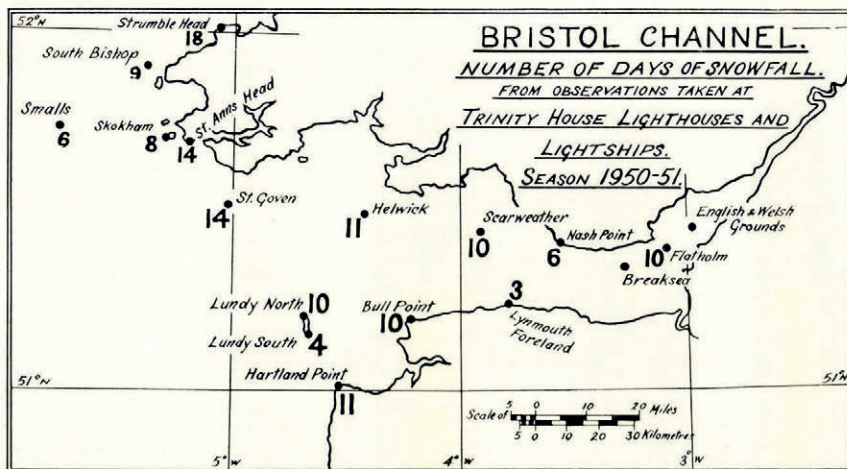 52°N
Strumble Head
18
BRISTOL CHANNEL.
NUMBER OF DAYS OF SNOWFALL.
FROM OBSERVATIONS TAKEN AT
TRINITY HOUSE LIGHTHOUSES AND
LIGHTSHIPS.
SEASON 1950-51.
South Bishop
9
Smalls
6
Skokham
8
St. Anns Head
14
St. Goven
14
Helwick
11
Scarweather
10
Nash Point
6
English & Welsh
Grounds
10
Flatholm
Breaksea
Lundy North
10
Lundy South
4
Bull Point
10
3
Lynmouth
Foreland
Hartland Point
11
51°N
51°N
Scale of
5 0 10 20 Miles
5 0 10 20 30 Kilometres
5°W
4°
3°W